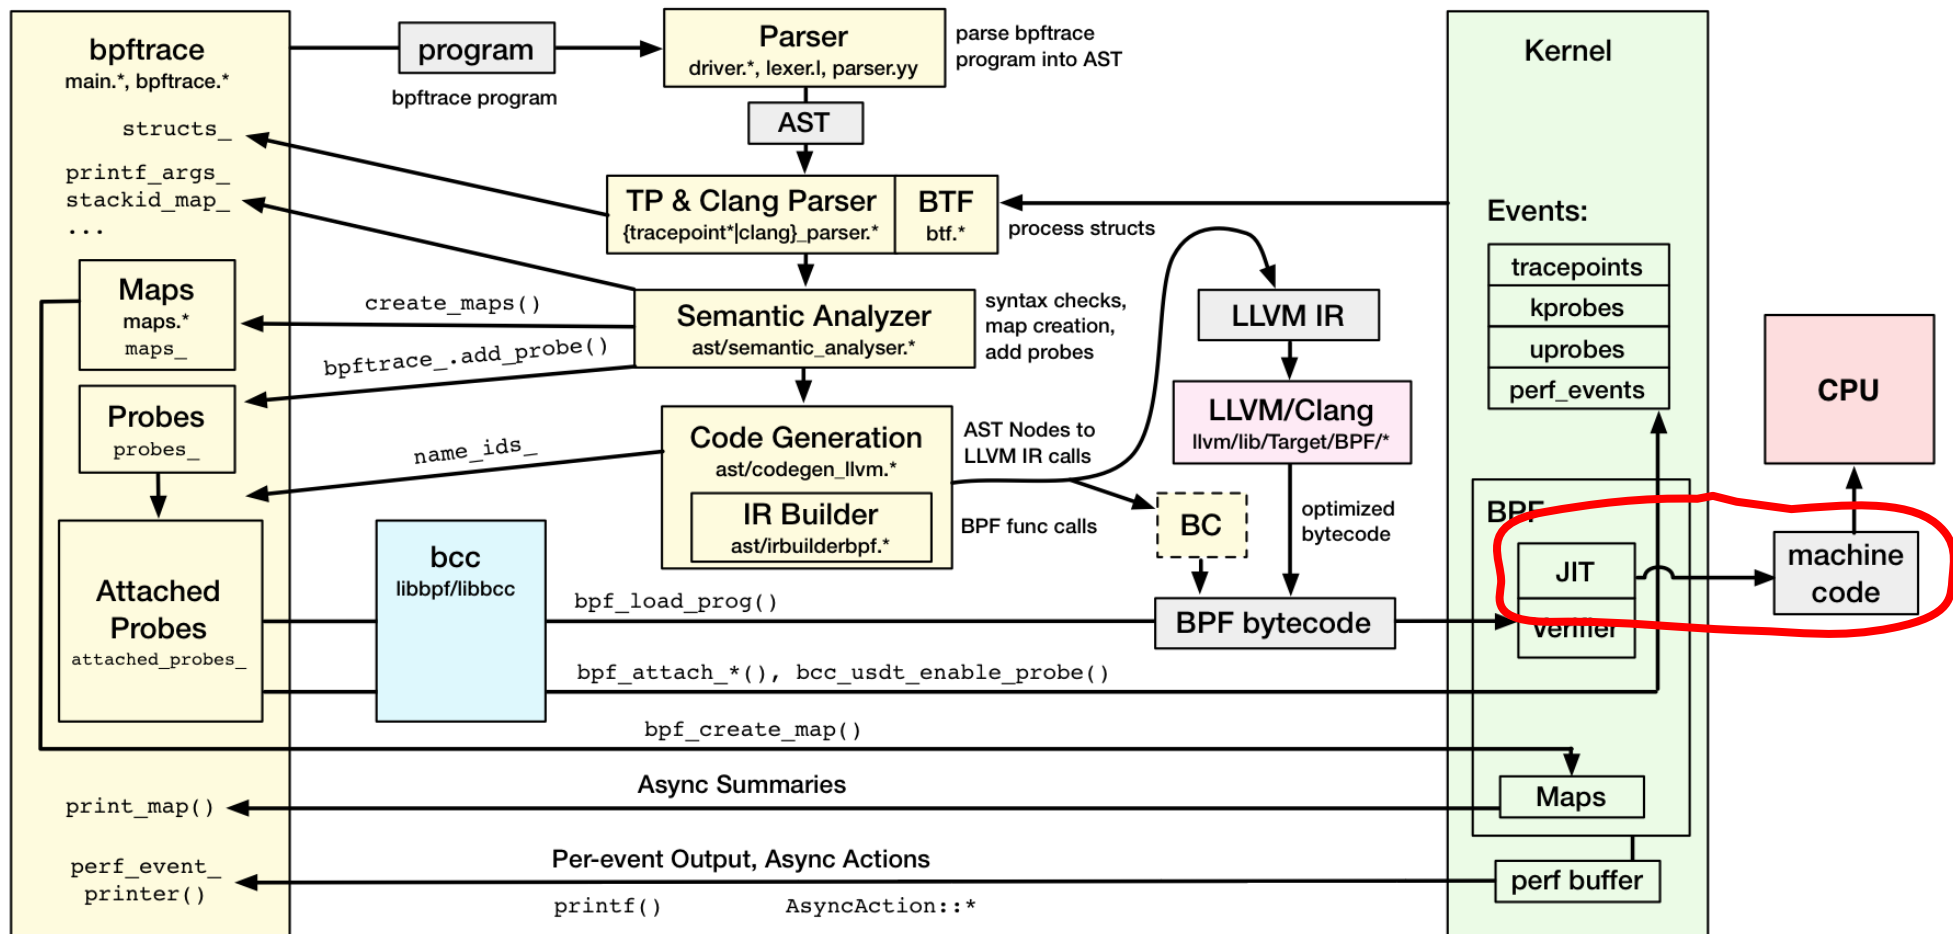 bpftrace
main.*, bpftrace.*
structs_
printf_args_
stackid_map_
...
Maps
maps.*
maps_
Probes
probes_
Attached
Probes
attached_probes_
print_map()
perf_event_
printer()
program
bpftrace program
Parser
driver.*, lexer.l, parser.yy
parse bpftrace
program into AST
AST
TP & Clang Parser
{tracepoint*|clang}_parser.*
BTF
btf.*
process structs
create_maps()
bpftrace_.add_probe()
name_ids_
Semantic Analyzer
ast/semantic_analyser.*
syntax checks,
map creation,
add probes
Code Generation
ast/codegen_llvm.*
IR Builder
ast/irbuilderbpf.*
AST Nodes to
LLVM IR calls
BPF func calls
LLVM IR
LLVM/Clang
llvm/lib/Target/BPF/*
optimized
bytecode
BC
BPF bytecode
bcc
libbpf/libbcc
bpf_load_prog()
bpf_attach_*(), bcc_usdt_enable_probe()
bpf_create_map()
Async Summaries
Per-event Output, Async Actions
printf()
AsyncAction::*
Kernel
Events:
tracepoints
kprobes
uprobes
perf_events
BPF
JIT
Verifier
Maps
perf buffer
CPU
machine
code